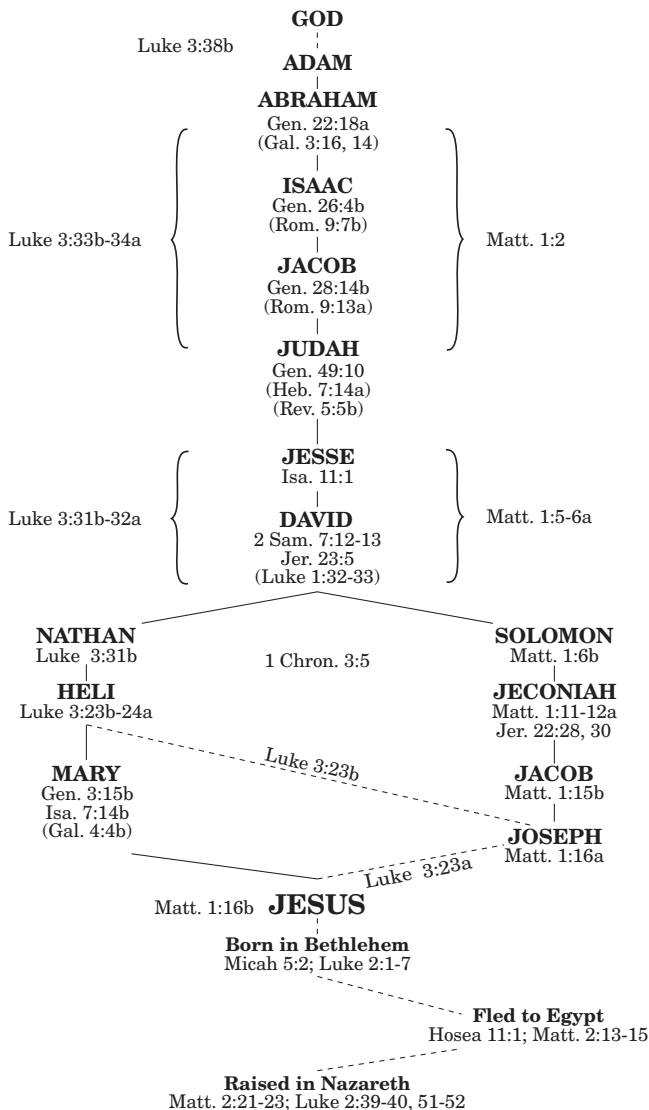 GOD
Luke 3:38b
ADAM
ABRAHAM
Gen. 22:18a
(Gal. 3:16, 14)
ISAAC
Gen. 26:4b
(Rom. 9:7b)
Luke 3:33b-34a
Matt. 1:2
JACOB
Gen. 28:14b
(Rom. 9:13a)
JUDAH
Gen. 49:10
(Heb. 7:14a)
(Rev. 5:5b)
JESSE
Isa. 11:1
Luke 3:31b-32a
Matt. 1:5-6a
DAVID
2 Sam. 7:12-13
Jer. 23:5
(Luke 1:32-33)
NATHAN
Luke 3:31b
1 Chron. 3:5
SOLOMON
Matt. 1:6b
HELI
Luke 3:23b-24a
JECONIAH
Matt. 1:11-12a
Jer. 22:28, 30
Luke 3:23b
MARY
Gen. 3:15b
Isa. 7:14b
(Gal. 4:4b)
JACOB
Matt. 1:15b
JOSEPH
Matt. 1:16a
Luke 3:23a
Matt. 1:16b JESUS
Born in Bethlehem
Micah 5:2; Luke 2:1-7
Fled to Egypt
Hosea 11:1; Matt. 2:13-15
Raised in Nazareth
Matt. 2:21-23; Luke 2:39-40, 51-52